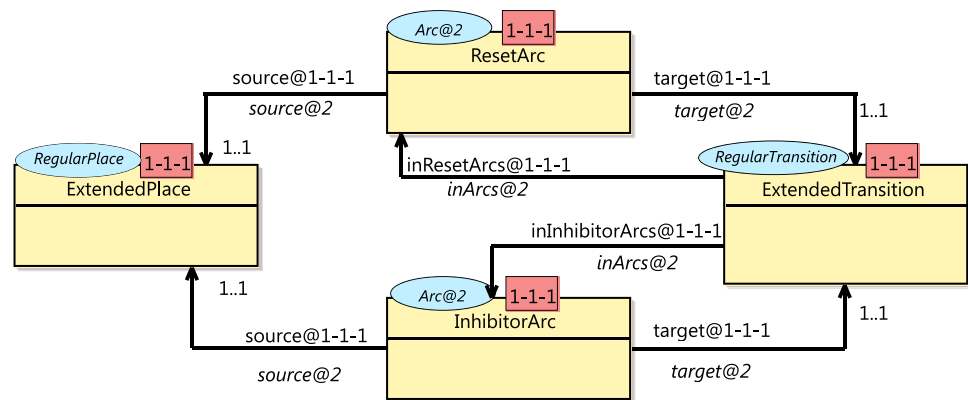 Arc@2
1-1-1
ResetArc
source@1-1-1
source@2
1..1
target@1-1-1
target@2
1..1
RegularPlace
1-1-1
ExtendedPlace
inResetArcs@1-1-1
inArcs@2
RegularTransition
1-1-1
ExtendedTransition
inInhibitorArcs@1-1-1
inArcs@2
Arc@2
1-1-1
InhibitorArc
1..1
source@1-1-1
source@2
1..1
target@1-1-1
target@2